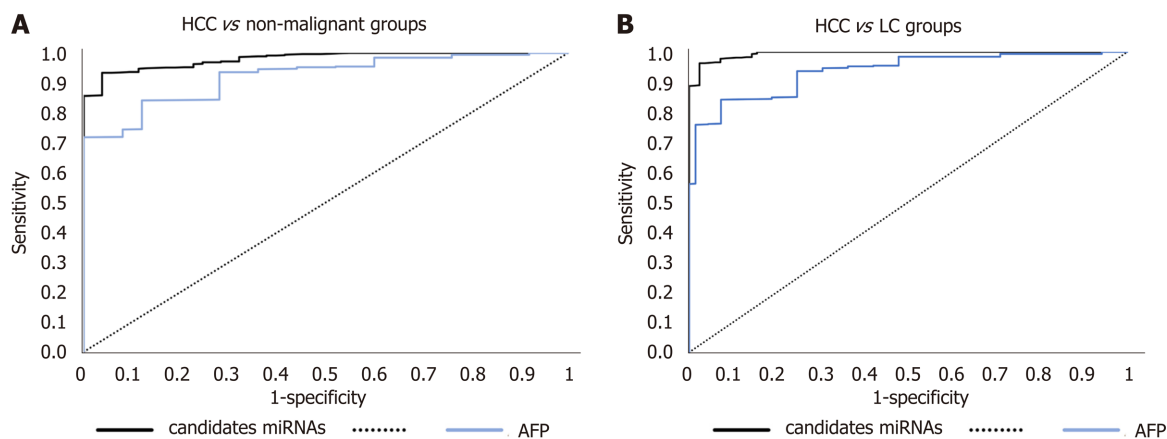 A
HCC vs non-malignant groups
1.0
0.9
0.8
0.7
0.6
0.5
0.4
0.3
0.2
0.1
0.0
Sensitivity
0 0.1 0.2 0.3 0.4 0.5 0.6 0.7 0.8 0.9 1
1-specificity
candidates miRNAs
AFP
B
HCC vs LC groups
1.0
0.9
0.8
0.7
0.6
0.5
0.4
0.3
0.2
0.1
0.0
Sensitivity
0 0.1 0.2 0.3 0.4 0.5 0.6 0.7 0.8 0.9 1
1-specificity
candidates miRNAs
AFP